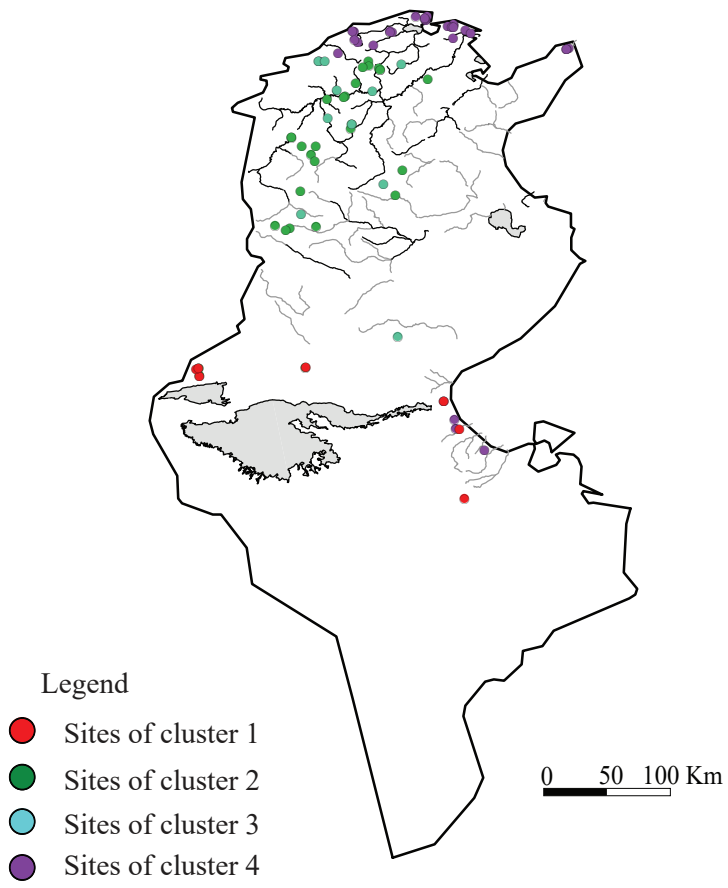 Legend
Sites of cluster 1
Sites of cluster 2
Sites of cluster 3
Sites of cluster 4
0 50 100 Km